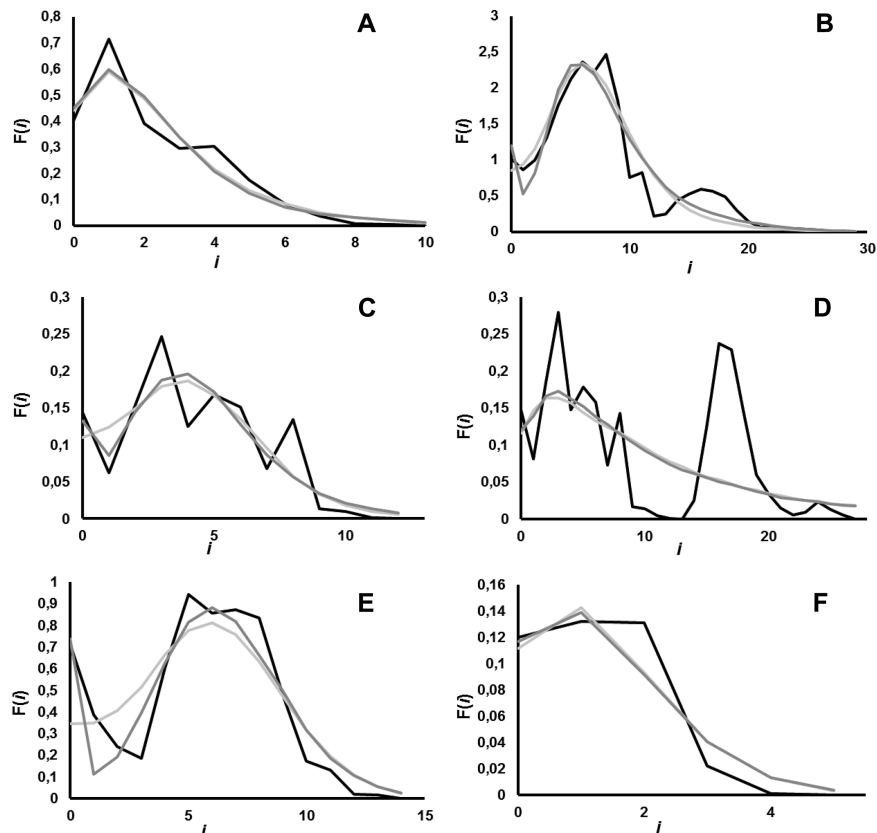 A
0,8
0,7
0,6
0,5
0,4
0,3
0,2
0,1
0
F(i)
0 2 4 6 8 10
i
B
3
2,5
2
1,5
1
0,5
0
F(i)
0 10 20 30
i
C
0,3
0,25
0,2
0,15
0,1
0,05
0
F(i)
0 5 10
i
D
0,3
0,25
0,2
0,15
0,1
0,05
0
F(i)
0 10 20
i
E
1
0,9
0,8
0,7
0,6
0,5
0,4
0,3
0,2
0,1
0
F(i)
0 5 10 15
i
F
0,16
0,14
0,12
0,1
0,08
0,06
0,04
0,02
0
F(i)
0 2 4
i